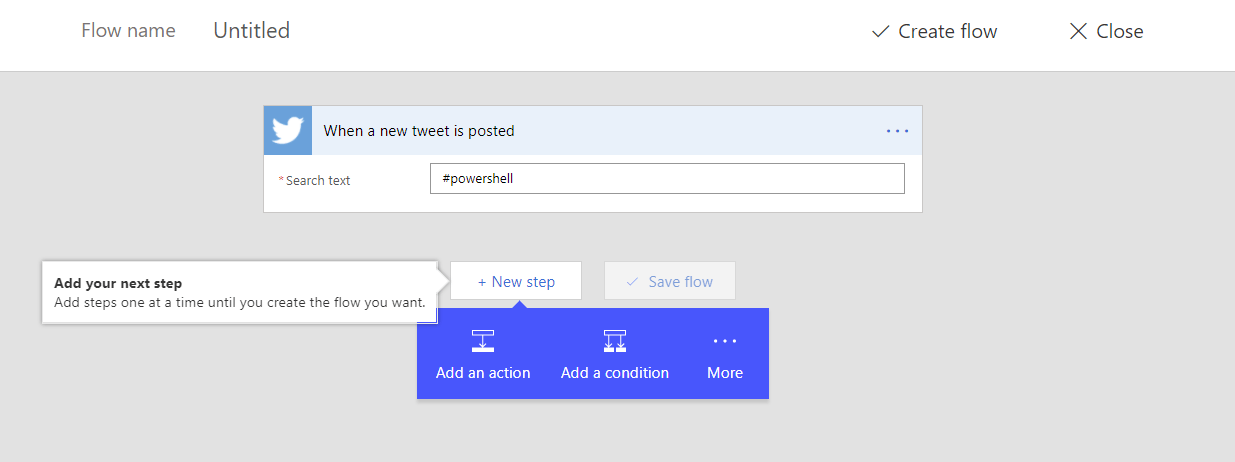 Flow name Untitled
Create flow
Close
When a new tweet is posted
*Search text
#powershell
Add your next step
Add steps one at a time until you create the flow you want.
+ New step
Save flow
Add an action
Add a condition
More